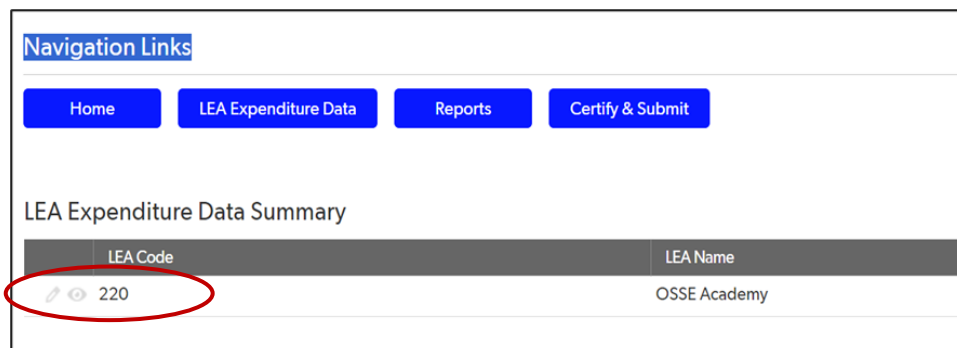 Navigation Links
Home LEA Expenditure Data Reports Certify & Submit
LEA Expenditure Data Summary
LEA Code LEA Name
220 OSSE Academy